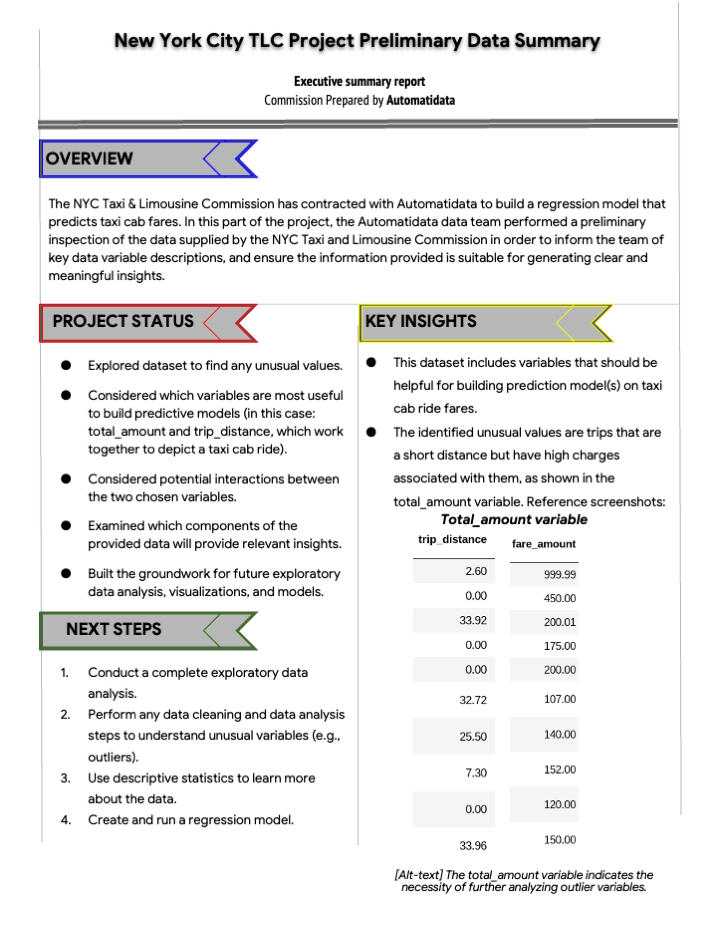 New York City TLC Project Preliminary Data Summary
Executive summary report
Commission Prepared by Automatidata
OVERVIEW
The NYC Taxi & Limousine Commission has contracted with Automatidata to build a regression model that
predicts taxi cab fares. In this part of the project, the Automatidata data team performed a preliminary
inspection of the data supplied by the NYC Taxi and Limousine Commission in order to inform the team of
key data variable descriptions, and ensure the information provided is suitable for generating clear and
meaningful insights.
PROJECT STATUS
● Explored dataset to find any unusual values.
● Considered which variables are most useful
to build predictive models (in this case:
total_amount and trip_distance, which work
together to depict a taxi cab ride).
● Considered potential interactions between
the two chosen variables.
● Examined which components of the
provided data will provide relevant insights.
● Built the groundwork for future exploratory
data analysis, visualizations, and models.
NEXT STEPS
1. Conduct a complete exploratory data
analysis.
2. Perform any data cleaning and data analysis
steps to understand unusual variables (e.g.,
outliers).
3. Use descriptive statistics to learn more
about the data.
4. Create and run a regression model.
KEY INSIGHTS
● This dataset includes variables that should be
helpful for building prediction model(s) on taxi
cab ride fares.
● The identified unusual values are trips that are
a short distance but have high charges
associated with them, as shown in the
total_amount variable. Reference screenshots:
Total_amount variable
trip_distance fare_amount
2.60 999.99
0.00 450.00
33.92 200.01
0.00 175.00
0.00 200.00
32.72 107.00
25.50 140.00
7.30 152.00
0.00 120.00
33.96 150.00
[Alt-text] The total_amount variable indicates the
necessity of further analyzing outlier variables.